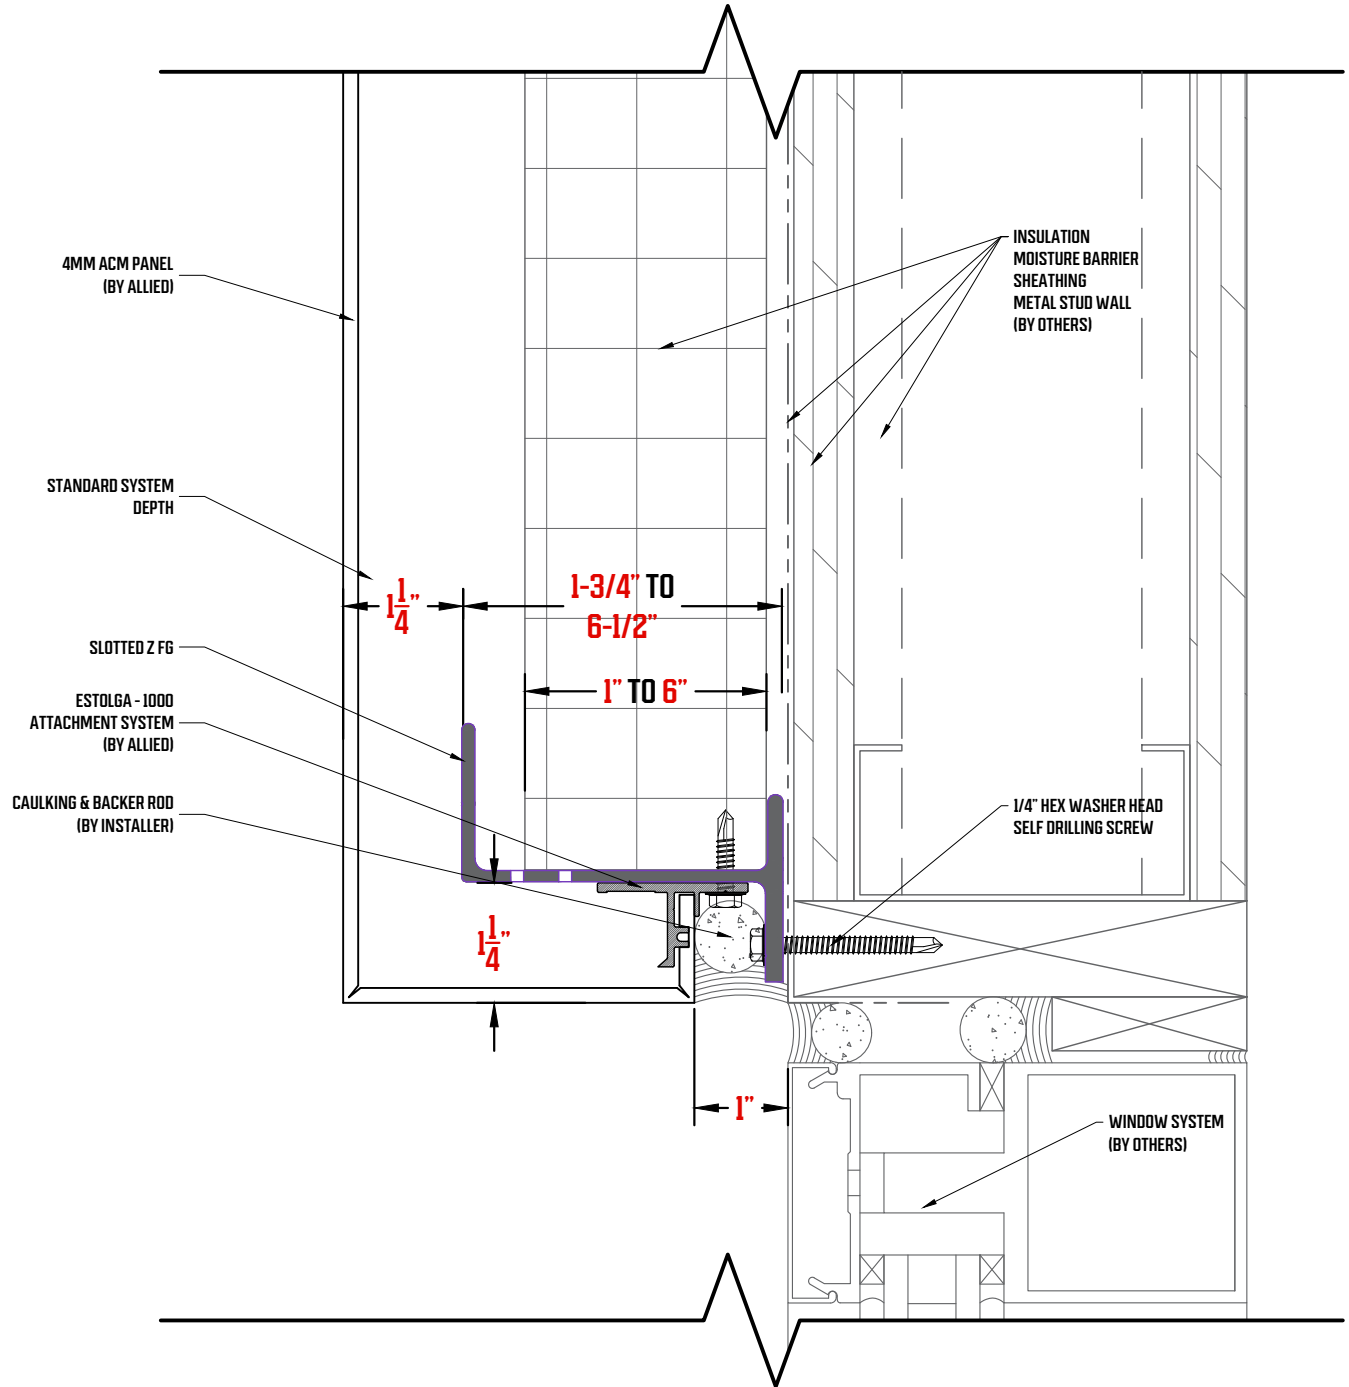 INSULATION
MOISTURE BARRIER
SHEATHING
METAL STUD WALL
(BY OTHERS)
4MM ACM PANEL
(BY ALLIED)
STANDARD SYSTEM
DEPTH
1 1/4"
1-3/4" TO
6-1/2"
SLOTTED Z FG
1" TO 6"
ESTOLGA - 1000
ATTACHMENT SYSTEM
(BY ALLIED)
CAULKING & BACKER ROD
(BY INSTALLER)
1/4" HEX WASHER HEAD
SELF DRILLING SCREW
1 1/4"
1"
WINDOW SYSTEM
(BY OTHERS)